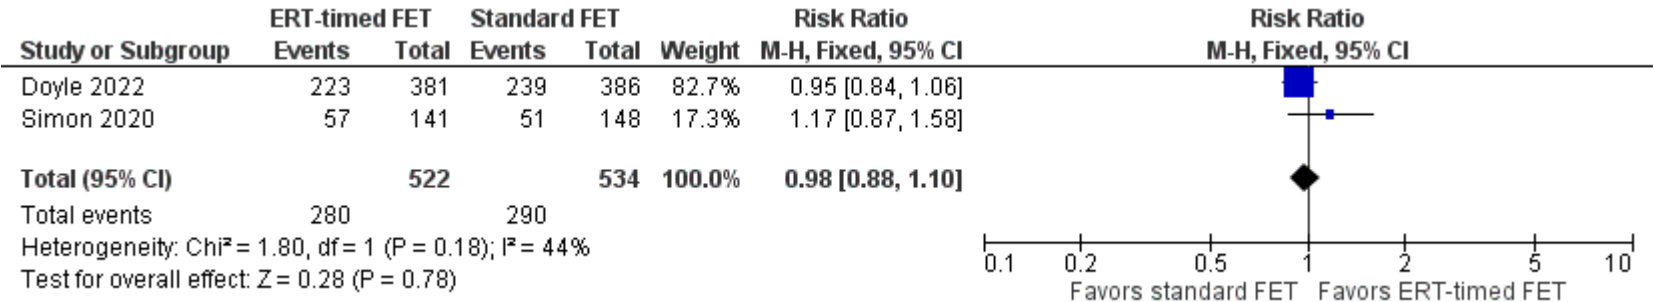 ERT-timed FET Standard FET Risk Ratio Risk Ratio
Study or Subgroup Events Total Events Total Weight M-H, Fixed, 95% CI M-H, Fixed, 95% CI
Doyle 2022 223 381 239 386 82.7% 0.95 [0.84, 1.06]
Simon 2020 57 141 51 148 17.3% 1.17 [0.87, 1.58]
Total (95% CI) 522 534 100.0% 0.98 [0.88, 1.10]
Total events 280 290
Heterogeneity: Chi² = 1.80, df = 1 (P = 0.18); I² = 44%
Test for overall effect: Z = 0.28 (P = 0.78)
0.1 0.2 0.5 1 2 5 10
Favors standard FET Favors ERT-timed FET